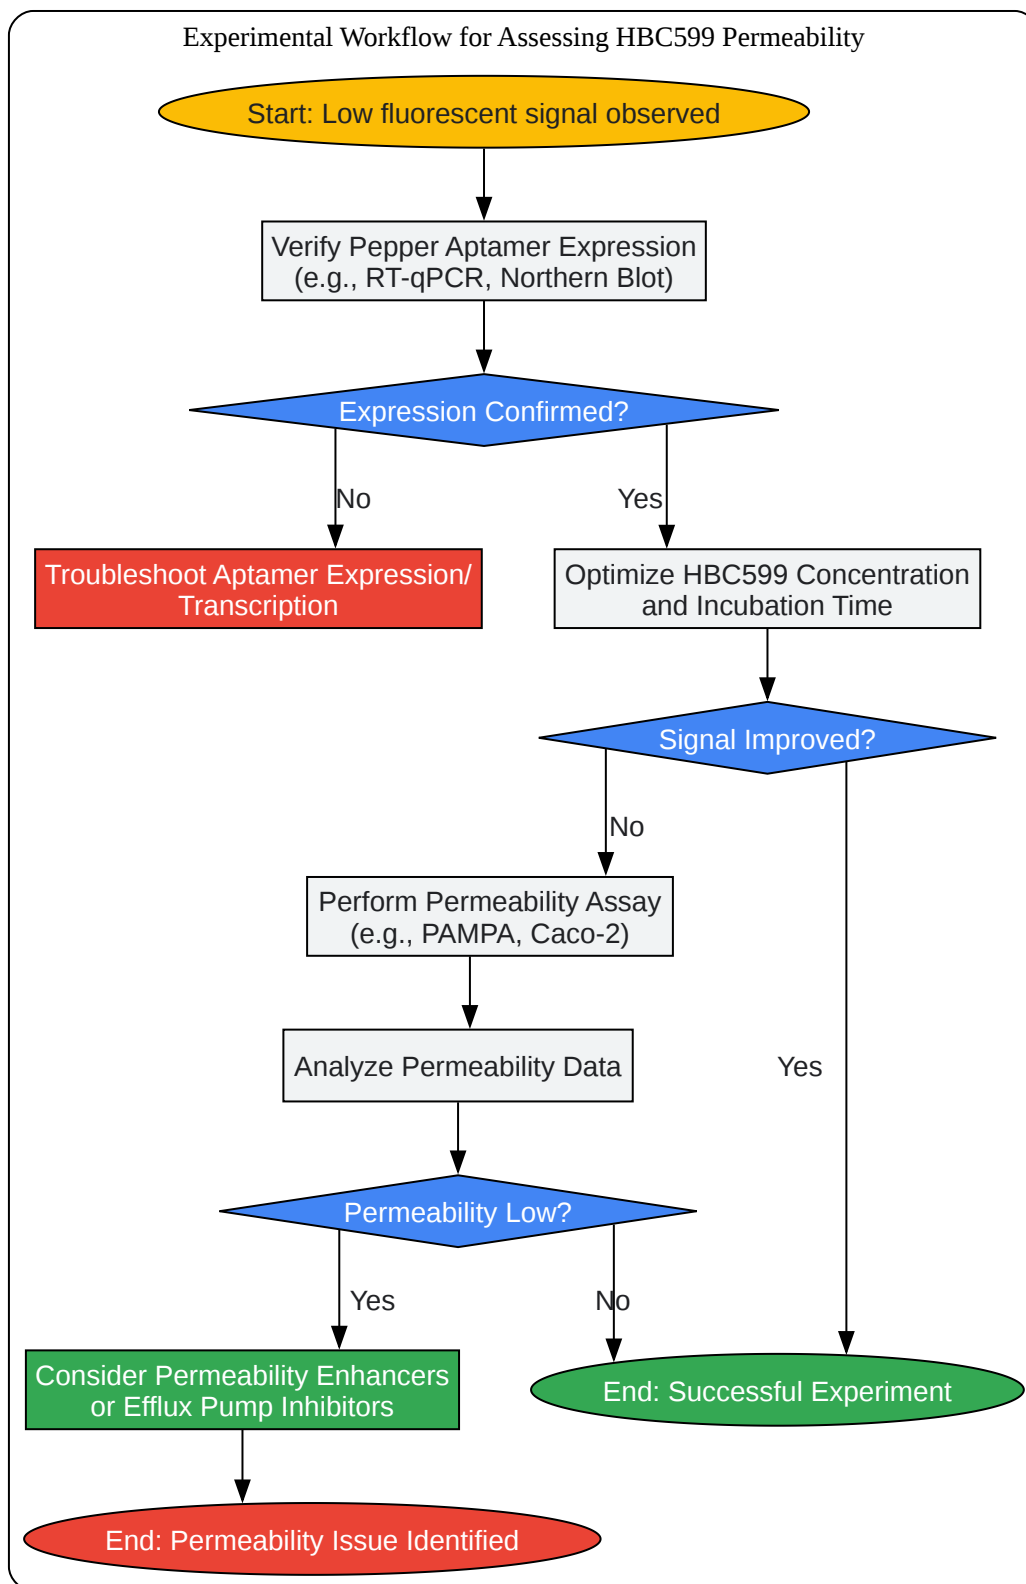 Experimental Workflow for Assessing HBC599 Permeability
Start: Low fluorescent signal observed
Verify Pepper Aptamer Expression
(e.g., RT-qPCR, Northern Blot)
Expression Confirmed?
No
Yes
Troubleshoot Aptamer Expression/
Transcription
Optimize HBC599 Concentration
and Incubation Time
Signal Improved?
No
Perform Permeability Assay
(e.g., PAMPA, Caco-2)
Analyze Permeability Data
Yes
Permeability Low?
Yes
No
Consider Permeability Enhancers
or Efflux Pump Inhibitors
End: Successful Experiment
End: Permeability Issue Identified